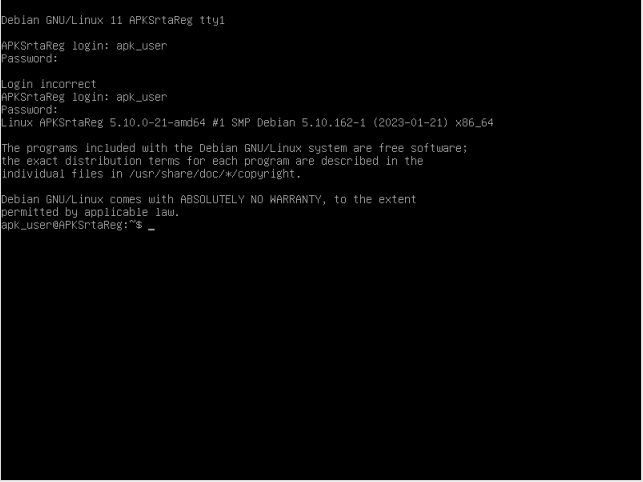 Debian GNU/Linux 11 APKSrtaReg tty1
APKSrtaReg login: apk_user
Password:
Login incorrect
APKSrtaReg login: apk_user
Password:
Linux APKSrtaReg 5.10.0-21-amd64 #1 SMP Debian 5.10.162-1 (2023-01-21) x86_64
The programs included with the Debian GNU/Linux system are free software;
the exact distribution terms for each program are described in the
individual files in /usr/share/doc/*/copyright.
Debian GNU/Linux comes with ABSOLUTELY NO WARRANTY, to the extent
permitted by applicable law.
apk_user@APKSrtaReg:~$ _